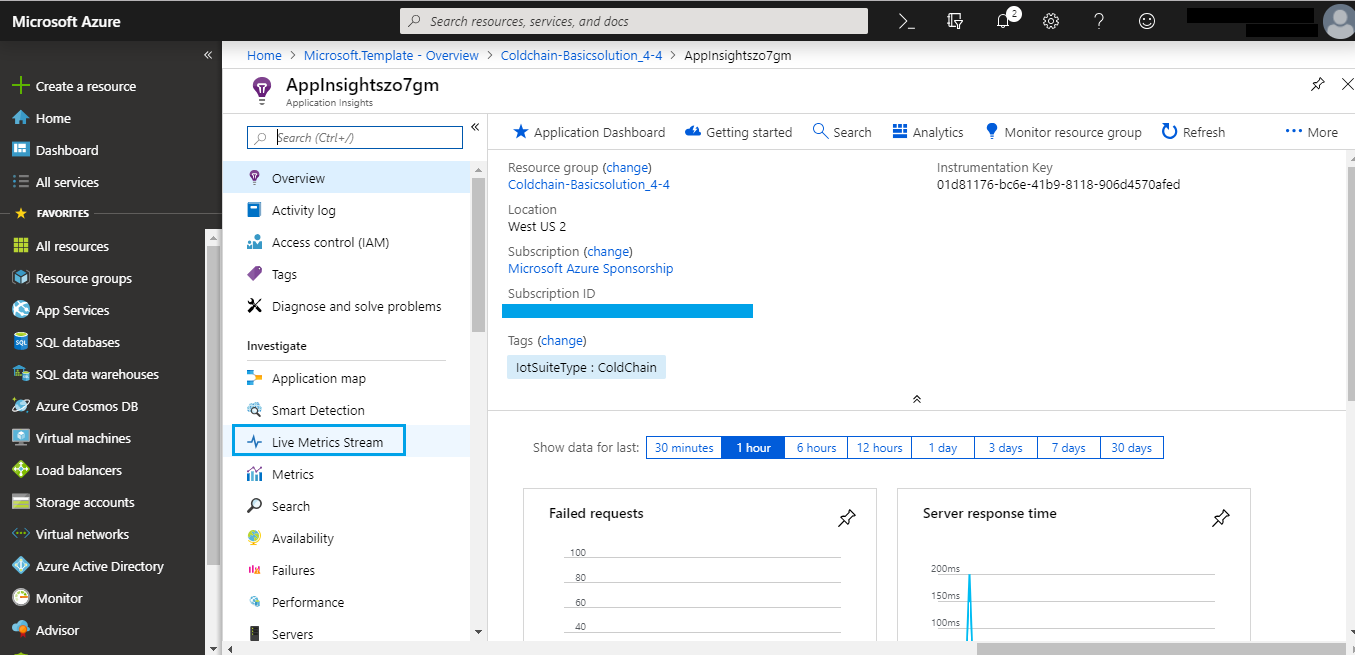 Microsoft Azure
Search resources, services, and docs
2
Create a resource
Home
Dashboard
All services
FAVORITES
All resources
Resource groups
App Services
SQL databases
SQL data warehouses
Azure Cosmos DB
Virtual machines
Load balancers
Storage accounts
Virtual networks
Azure Active Directory
Monitor
Advisor
Home > Microsoft.Template - Overview > Coldchain-Basicsolution_4-4 > AppInsightszo7gm
AppInsightszo7gm
Application Insights
Search (Ctrl+/)
Overview
Activity log
Access control (IAM)
Tags
Diagnose and solve problems
Investigate
Application map
Smart Detection
Live Metrics Stream
Metrics
Search
Availability
Failures
Performance
Servers
Application Dashboard Getting started Search Analytics Monitor resource group Refresh More
Resource group (change)
Coldchain-Basicsolution_4-4
Location
West US 2
Subscription (change)
Microsoft Azure Sponsorship
Subscription ID
Tags (change)
IotSuiteType : ColdChain
Instrumentation Key
01d81176-bc6e-41b9-8118-906d4570afed
Show data for last: 30 minutes 1 hour 6 hours 12 hours 1 day 3 days 7 days 30 days
Failed requests
100
80
60
40
Server response time
200ms
150ms
100ms